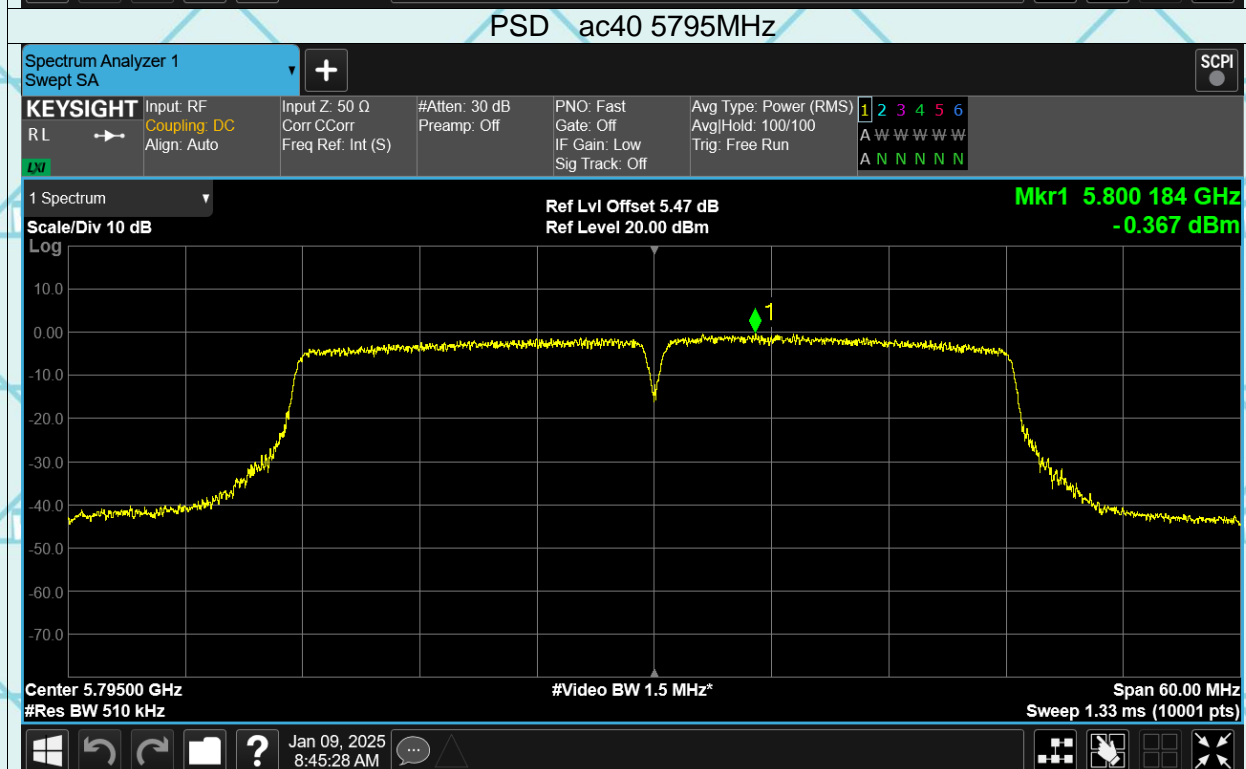 PSD ac40 5795MHz
Spectrum Analyzer 1
Swept SA
+
SCPI
KEYSIGHT
RL
LXI
Input: RF
Coupling: DC
Align: Auto
Input Z: 50 Ω
Corr CCorr
Freq Ref: Int (S)
#Atten: 30 dB
Preamp: Off
PNO: Fast
Gate: Off
IF Gain: Low
Sig Track: Off
Avg Type: Power (RMS)
Avg|Hold: 100/100
Trig: Free Run
1 2 3 4 5 6
A W W W W W
A N N N N N
1 Spectrum
Scale/Div 10 dB
Log
Ref Lvl Offset 5.47 dB
Ref Level 20.00 dBm
Mkr1 5.800 184 GHz
-0.367 dBm
1
10.0
0.00
-10.0
-20.0
-30.0
-40.0
-50.0
-60.0
-70.0
Center 5.79500 GHz
#Video BW 1.5 MHz*
Span 60.00 MHz
#Res BW 510 kHz
Sweep 1.33 ms (10001 pts)
?
Jan 09, 2025
8:45:28 AM